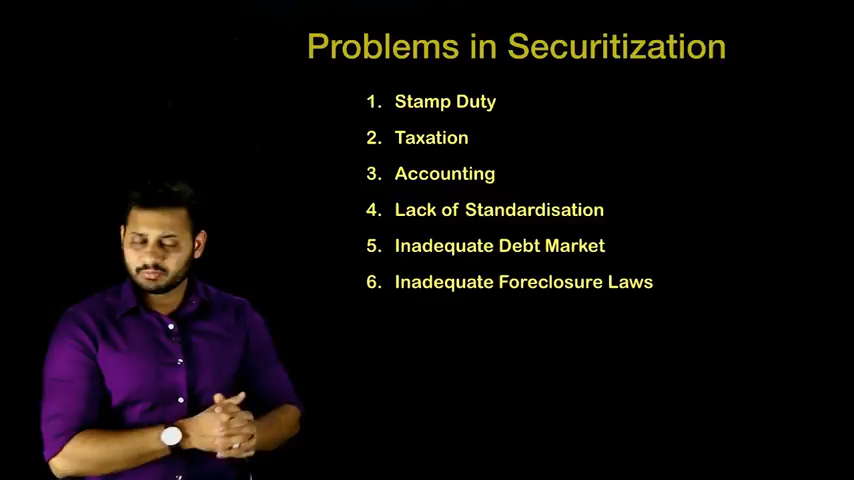 Problems in Securitization
1. Stamp Duty
2. Taxation
3. Accounting
4. Lack of Standardisation
5. Inadequate Debt Market
6. Inadequate Foreclosure Laws